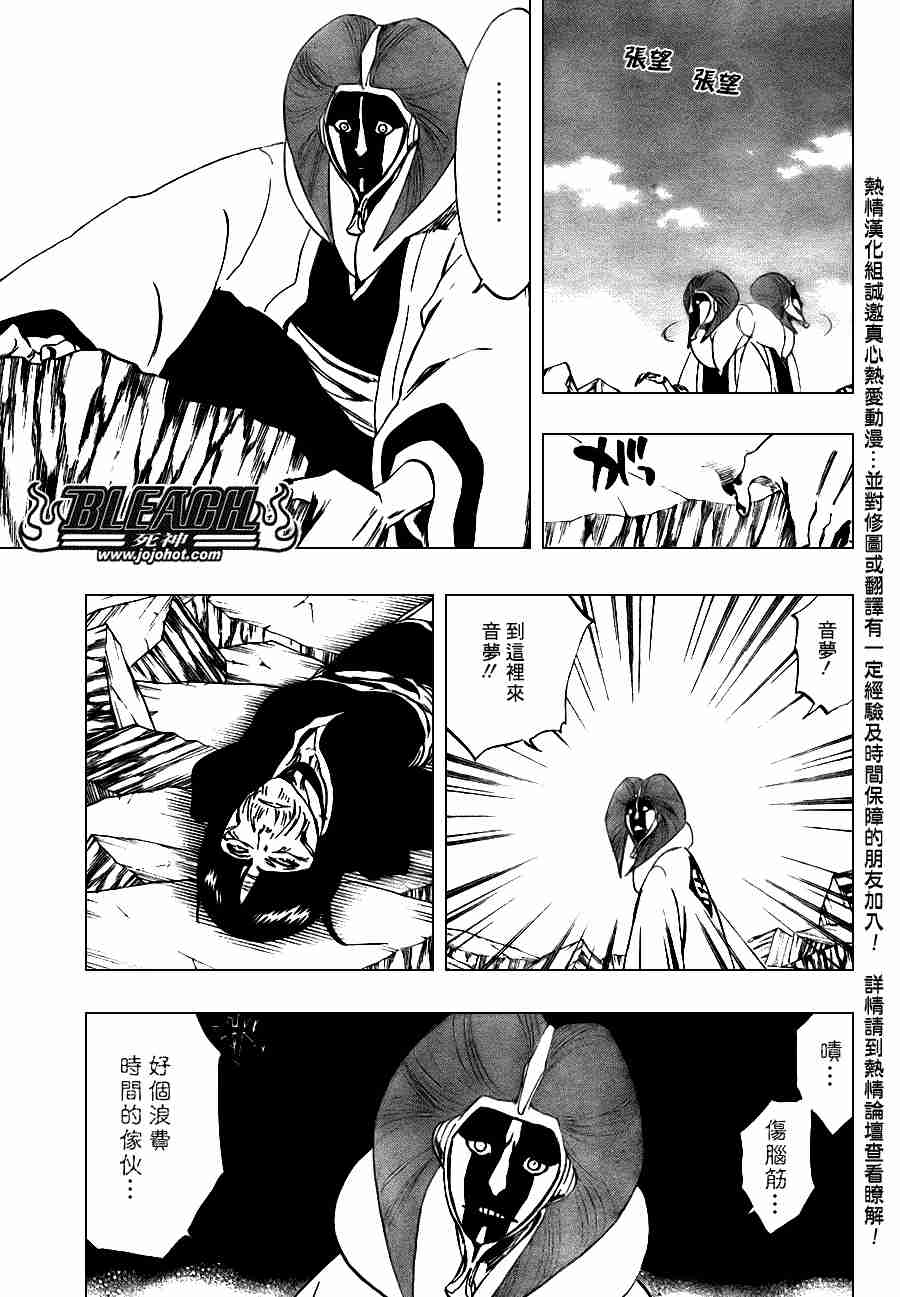 張望
張望
…………
ガッ
音夢!
到這裡來
音夢!!
嘖…
傷腦筋…
好個浪費
時間的傢伙…
BLEACH
死神
www.jojohot.com
熱情漢化組誠邀真心熱愛動漫…並對修圖或翻譯有一定經驗及時間保障的朋友加入! 詳情請到熱情論壇查看瞭解!